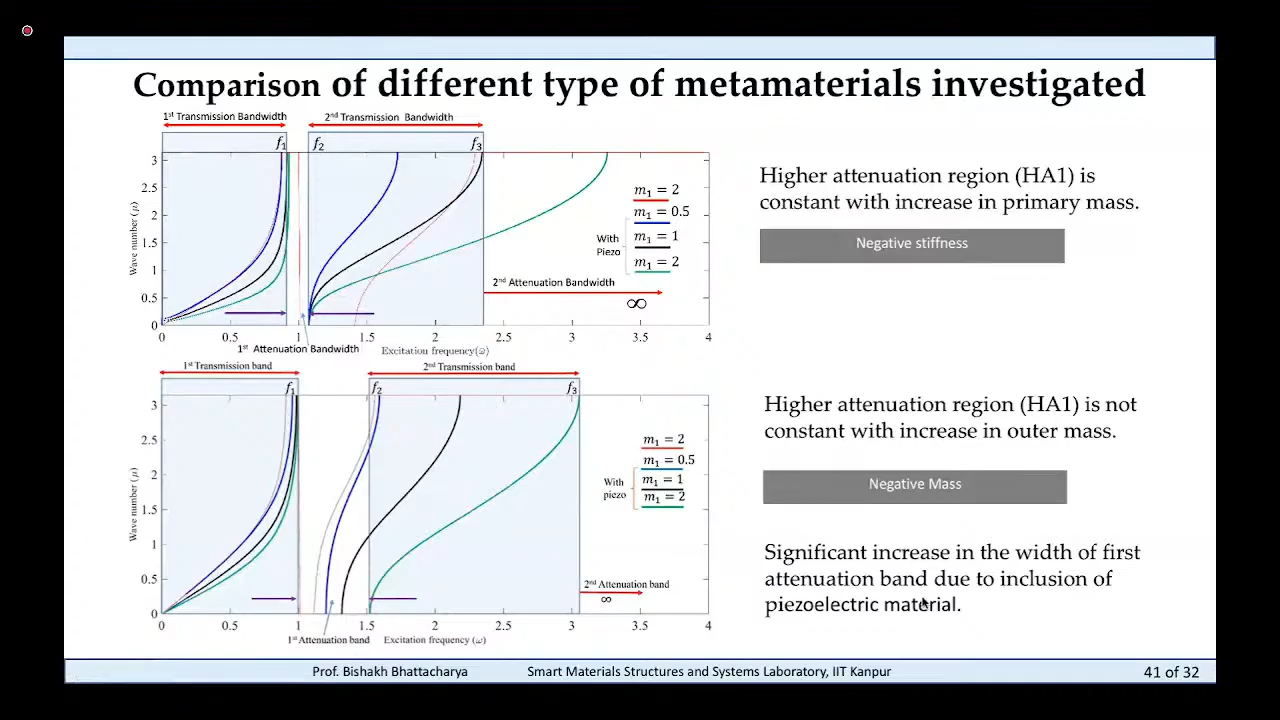 Comparison of different type of metamaterials investigated
1st Transmission Bandwidth
2nd Transmission Bandwidth
f1
f2
f3
3
2.5
2
1.5
1
0.5
0
Wave number (μ)
m1 = 2
m1 = 0.5
m1 = 1
m1 = 2
With
Piezo
2nd Attenuation Bandwidth
∞
0
0.5
1
1.5
2
2.5
3
3.5
4
1st Attenuation Bandwidth
Excitation frequency(ω)
Higher attenuation region (HA1) is
constant with increase in primary mass.
Negative stiffness
1st Transmission band
2nd Transmission band
f1
f2
f3
3
2.5
2
1.5
1
0.5
0
Wave number (μ)
m1 = 2
m1 = 0.5
m1 = 1
m1 = 2
With
piezo
2nd Attenuation band
∞
0
0.5
1
1.5
2
2.5
3
3.5
4
1st Attenuation band
Excitation frequency (ω)
Higher attenuation region (HA1) is not
constant with increase in outer mass.
Negative Mass
Significant increase in the width of first
attenuation band due to inclusion of
piezoelectric material.
Prof. Bishakh Bhattacharya
Smart Materials Structures and Systems Laboratory, IIT Kanpur
41 of 32